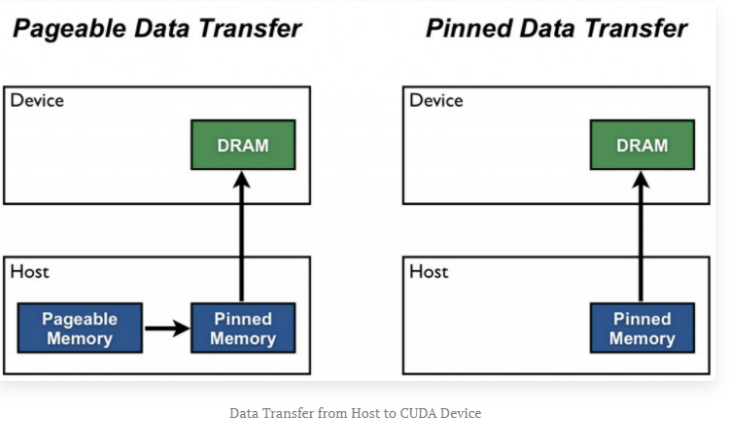 Pageable Data Transfer
Pinned Data Transfer
Device
DRAM
Host
Pageable
Memory
Pinned
Memory
Device
DRAM
Host
Pinned
Memory
Data Transfer from Host to CUDA Device